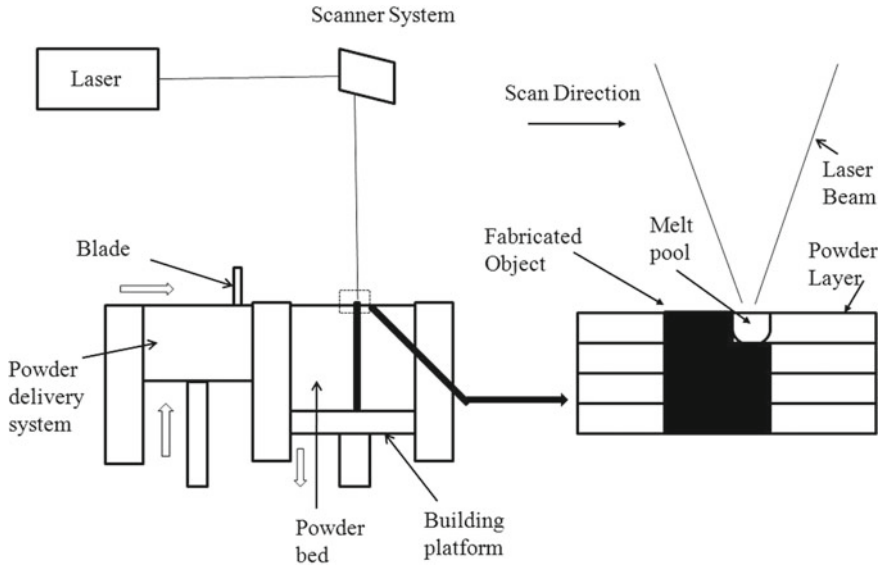 Scanner System
Laser
Scan Direction
Laser
Beam
Blade
Fabricated
Object
Melt
pool
Powder
Layer
Powder
delivery
system
Powder
bed
Building
platform